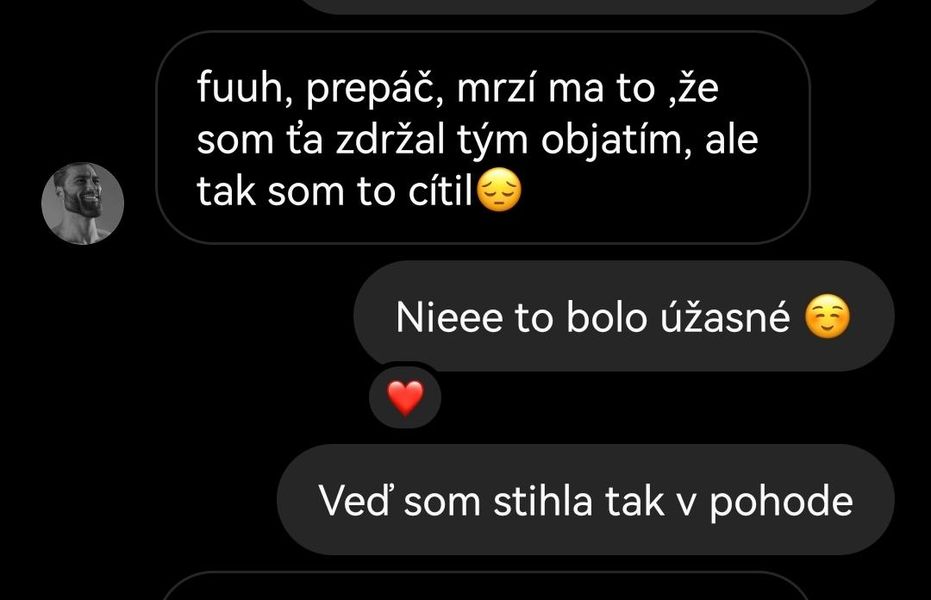 fuuh, prepáč, mrzí ma to ,že
som ťa zdržal tým objatím, ale
tak som to cítil😔
Nieee to bolo úžasné ☺️
❤️
Veď som stihla tak v pohode